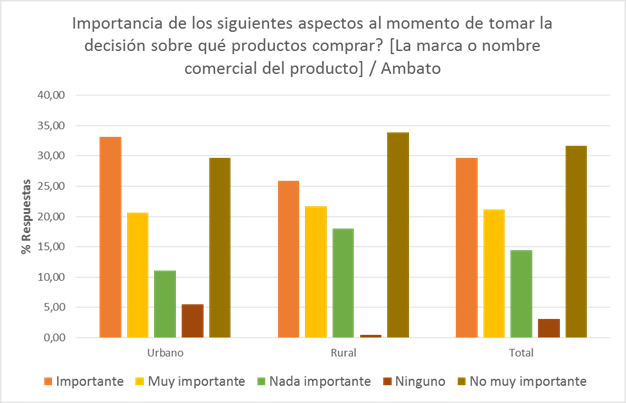 Importancia de los siguientes aspectos al momento de tomar la
decisión sobre qué productos comprar? [La marca o nombre
comercial del producto] / Ambato
40,00
35,00
30,00
25,00
20,00
15,00
10,00
5,00
0,00
% Respuestas
Urbano Rural Total
Importante Muy importante Nada importante Ninguno No muy importante